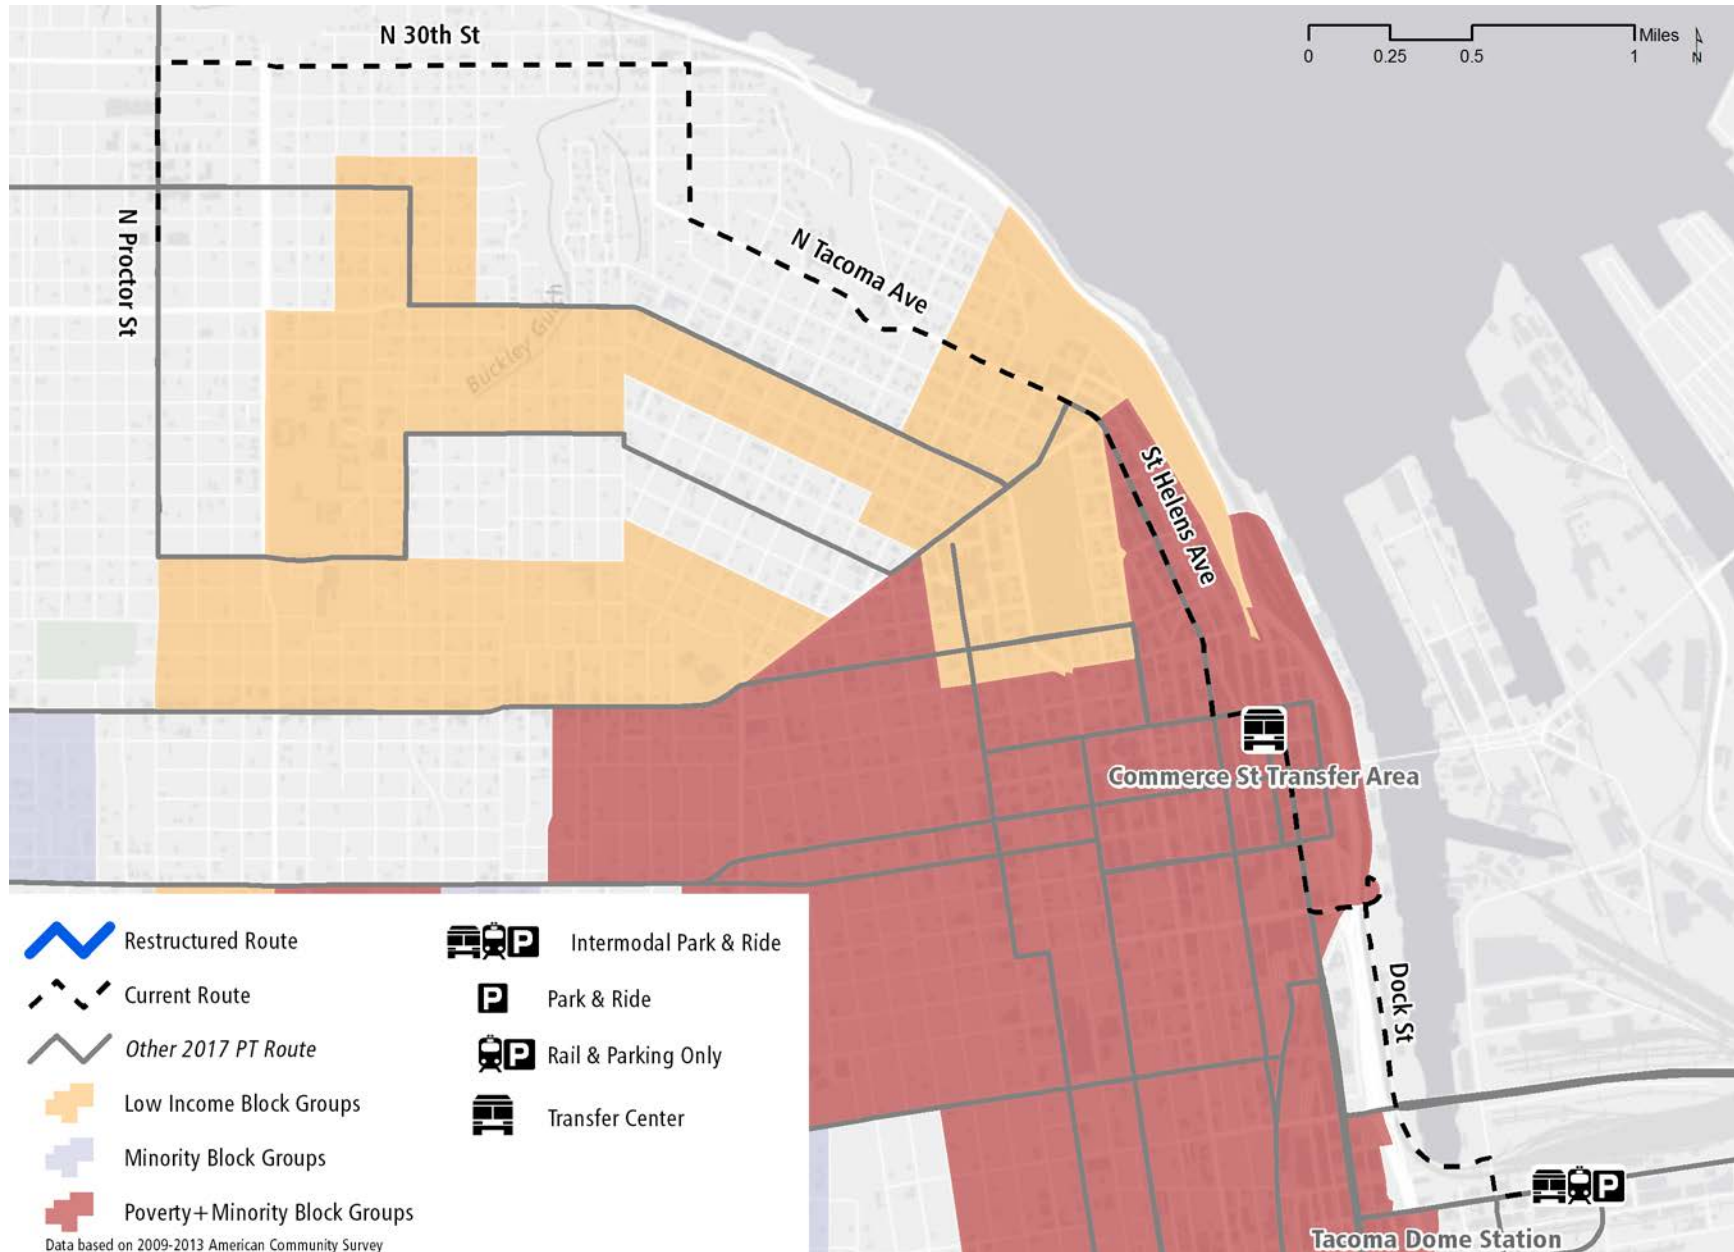 N 30th St
Miles
0
0.25
0.5
1
N
N Proctor St
N Tacoma Ave
Buckley Gulch
St Helens Ave
Commerce St Transfer Area
Dock St
Tacoma Dome Station
Restructured Route
Current Route
Other 2017 PT Route
Low Income Block Groups
Minority Block Groups
Poverty+Minority Block Groups
Data based on 2009-2013 American Community Survey
P
Intermodal Park & Ride
P
Park & Ride
P
Rail & Parking Only
Transfer Center
P